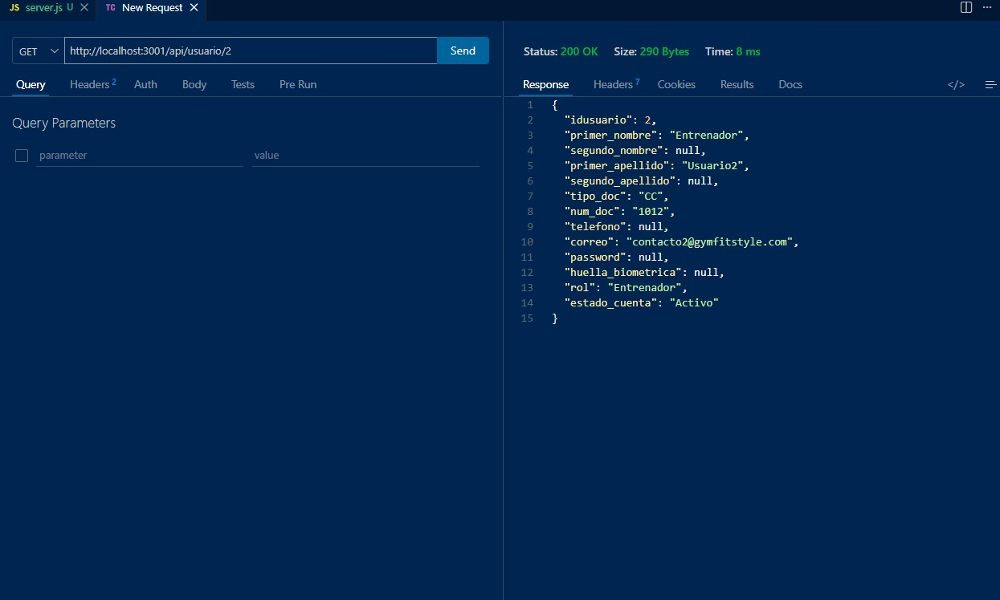 JS server.js U
TC New Request
GET http://localhost:3001/api/usuario/2 Send
Query Headers 2 Auth Body Tests Pre Run
Query Parameters
parameter value
Status: 200 OK Size: 290 Bytes Time: 8 ms
Response Headers 7 Cookies Results Docs </>
1 {
2 "idusuario": 2,
3 "primer_nombre": "Entrenador",
4 "segundo_nombre": null,
5 "primer_apellido": "Usuario2",
6 "segundo_apellido": null,
7 "tipo_doc": "CC",
8 "num_doc": "1012",
9 "telefono": null,
10 "correo": "contacto2@gymfitstyle.com",
11 "password": null,
12 "huella_biometrica": null,
13 "rol": "Entrenador",
14 "estado_cuenta": "Activo"
15 }